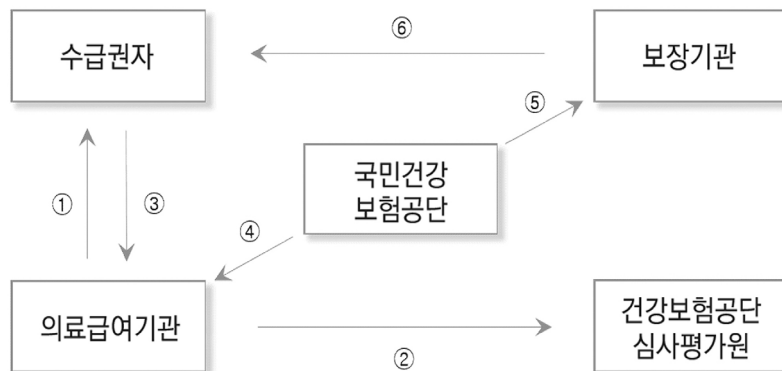 ⑥
수급권자
보장기관
⑤
국민건강
보험공단
①
③
④
의료급여기관
건강보험공단
심사평가원
②